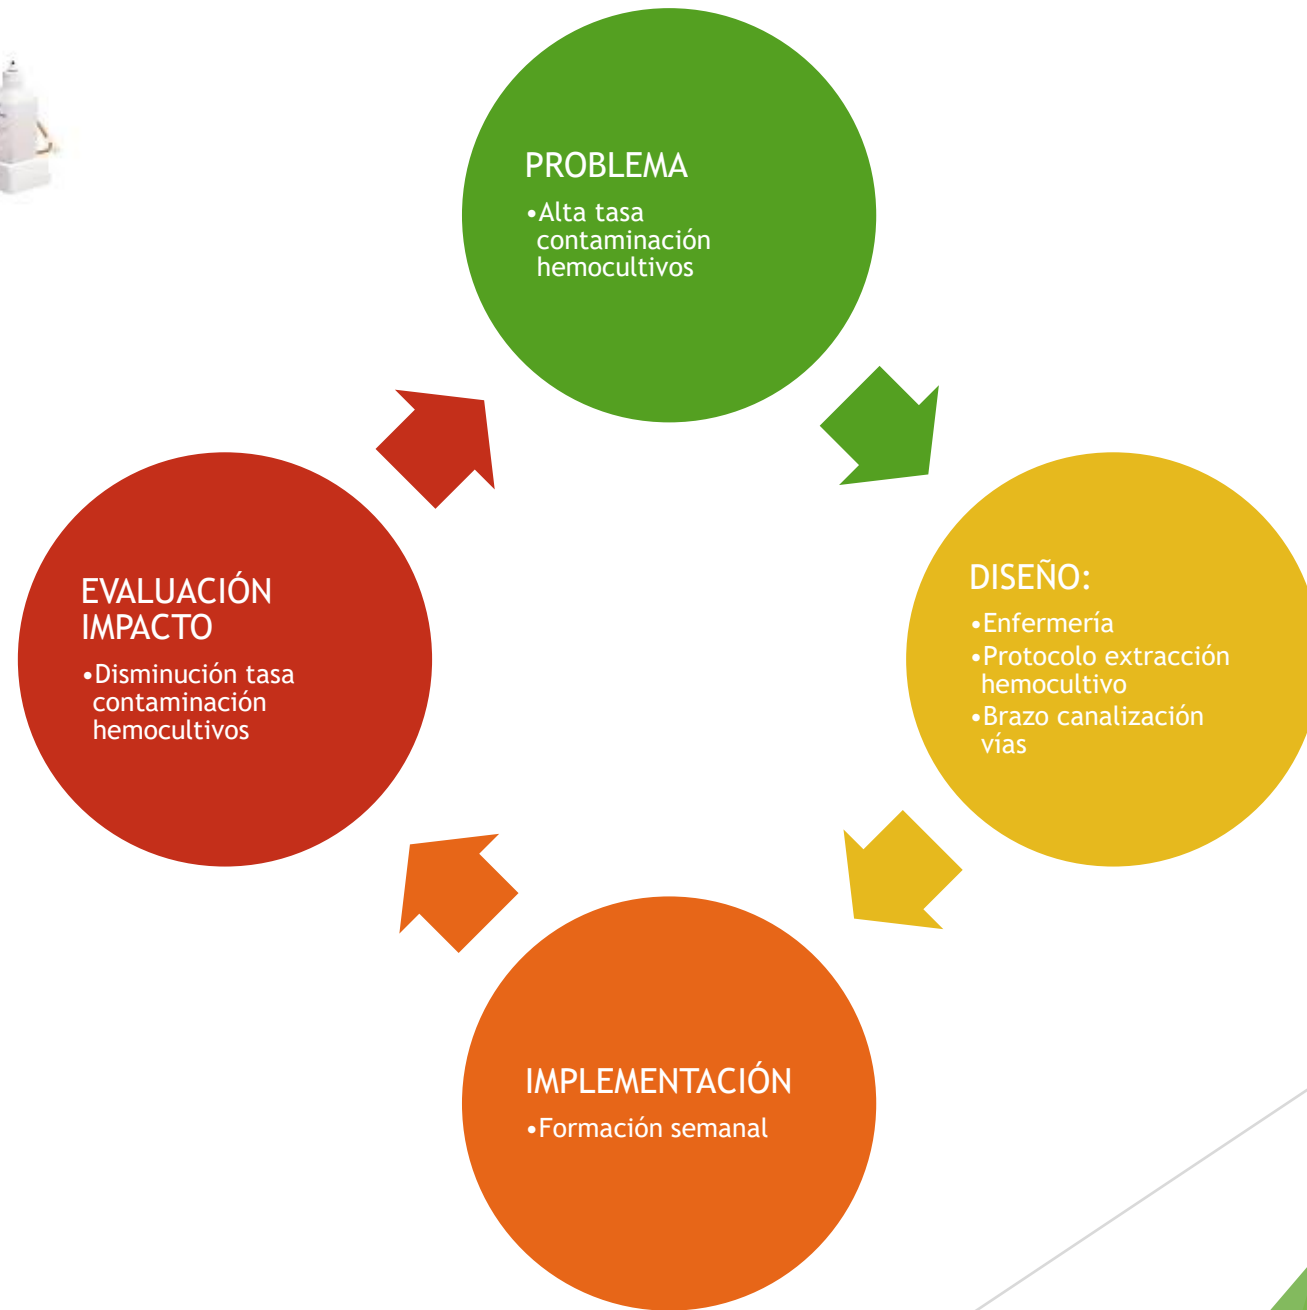 PROBLEMA
•Alta tasa
contaminación
hemocultivos
DISEÑO:
•Enfermería
•Protocolo extracción
hemocultivo
•Brazo canalización
vías
IMPLEMENTACIÓN
•Formación semanal
EVALUACIÓN
IMPACTO
•Disminución tasa
contaminación
hemocultivos